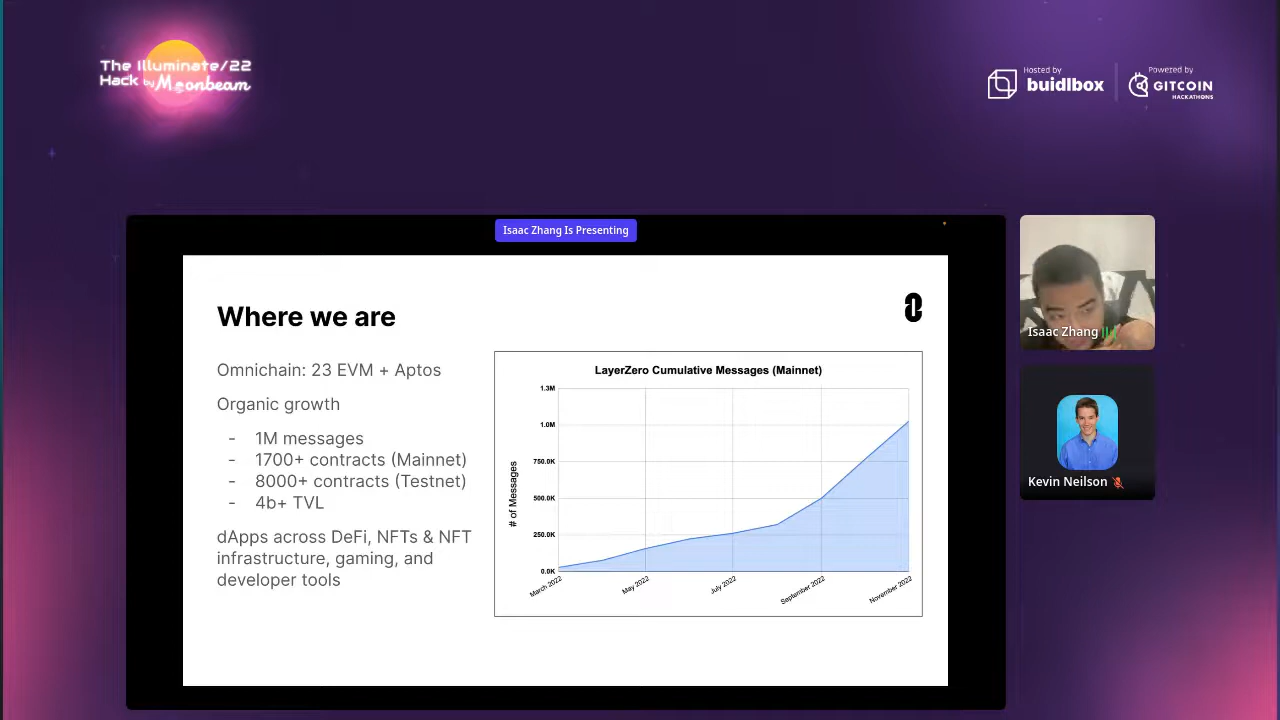 The Illuminate/22
Hack by Moonbeam
Hosted by
buidlbox
Powered by
GITCOIN
HACKATHONS
Isaac Zhang Is Presenting
Where we are
Omnichain: 23 EVM + Aptos
Organic growth
- 1M messages
- 1700+ contracts (Mainnet)
- 8000+ contracts (Testnet)
- 4b+ TVL
dApps across DeFi, NFTs & NFT
infrastructure, gaming, and
developer tools
LayerZero Cumulative Messages (Mainnet)
# of Messages
1.3M
1.0M
750.0K
500.0K
250.0K
0.0K
March 2022
May 2022
July 2022
September 2022
November 2022
Isaac Zhang
Kevin Neilson